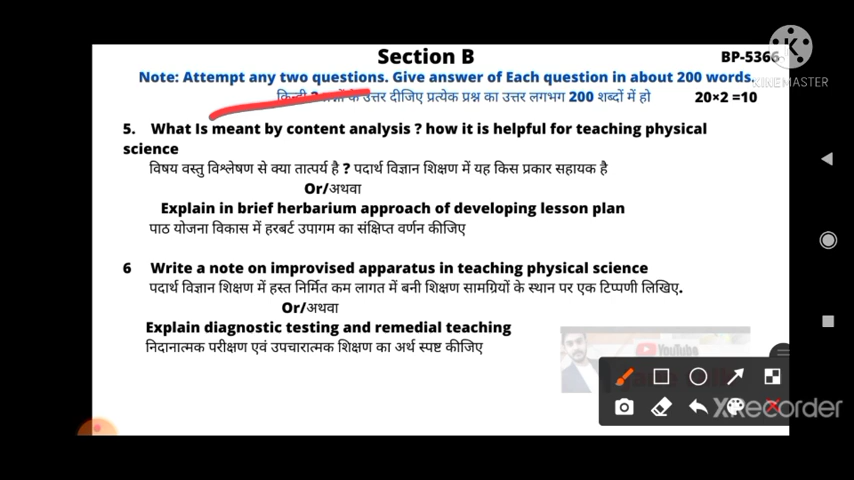 Section B
BP-5366
Note: Attempt any two questions. Give answer of Each question in about 200 words.
किन्ही 2 प्रश्नों के उत्तर दीजिए प्रत्येक प्रश्न का उत्तर लगभग 200 शब्दों में हो 20×2 =10
5. What Is meant by content analysis ? how it is helpful for teaching physical
science
विषय वस्तु विश्लेषण से क्या तात्पर्य है ? पदार्थ विज्ञान शिक्षण में यह किस प्रकार सहायक है
Or/अथवा
Explain in brief herbarium approach of developing lesson plan
पाठ योजना विकास में हरबर्ट उपागम का संक्षिप्त वर्णन कीजिए
6 Write a note on improvised apparatus in teaching physical science
पदार्थ विज्ञान शिक्षण में हस्त निर्मित कम लागत में बनी शिक्षण सामग्रियों के स्थान पर एक टिप्पणी लिखिए.
Or/अथवा
Explain diagnostic testing and remedial teaching
निदानात्मक परीक्षण एवं उपचारात्मक शिक्षण का अर्थ स्पष्ट कीजिए
KINEMASTER
YouTube
XRecorder